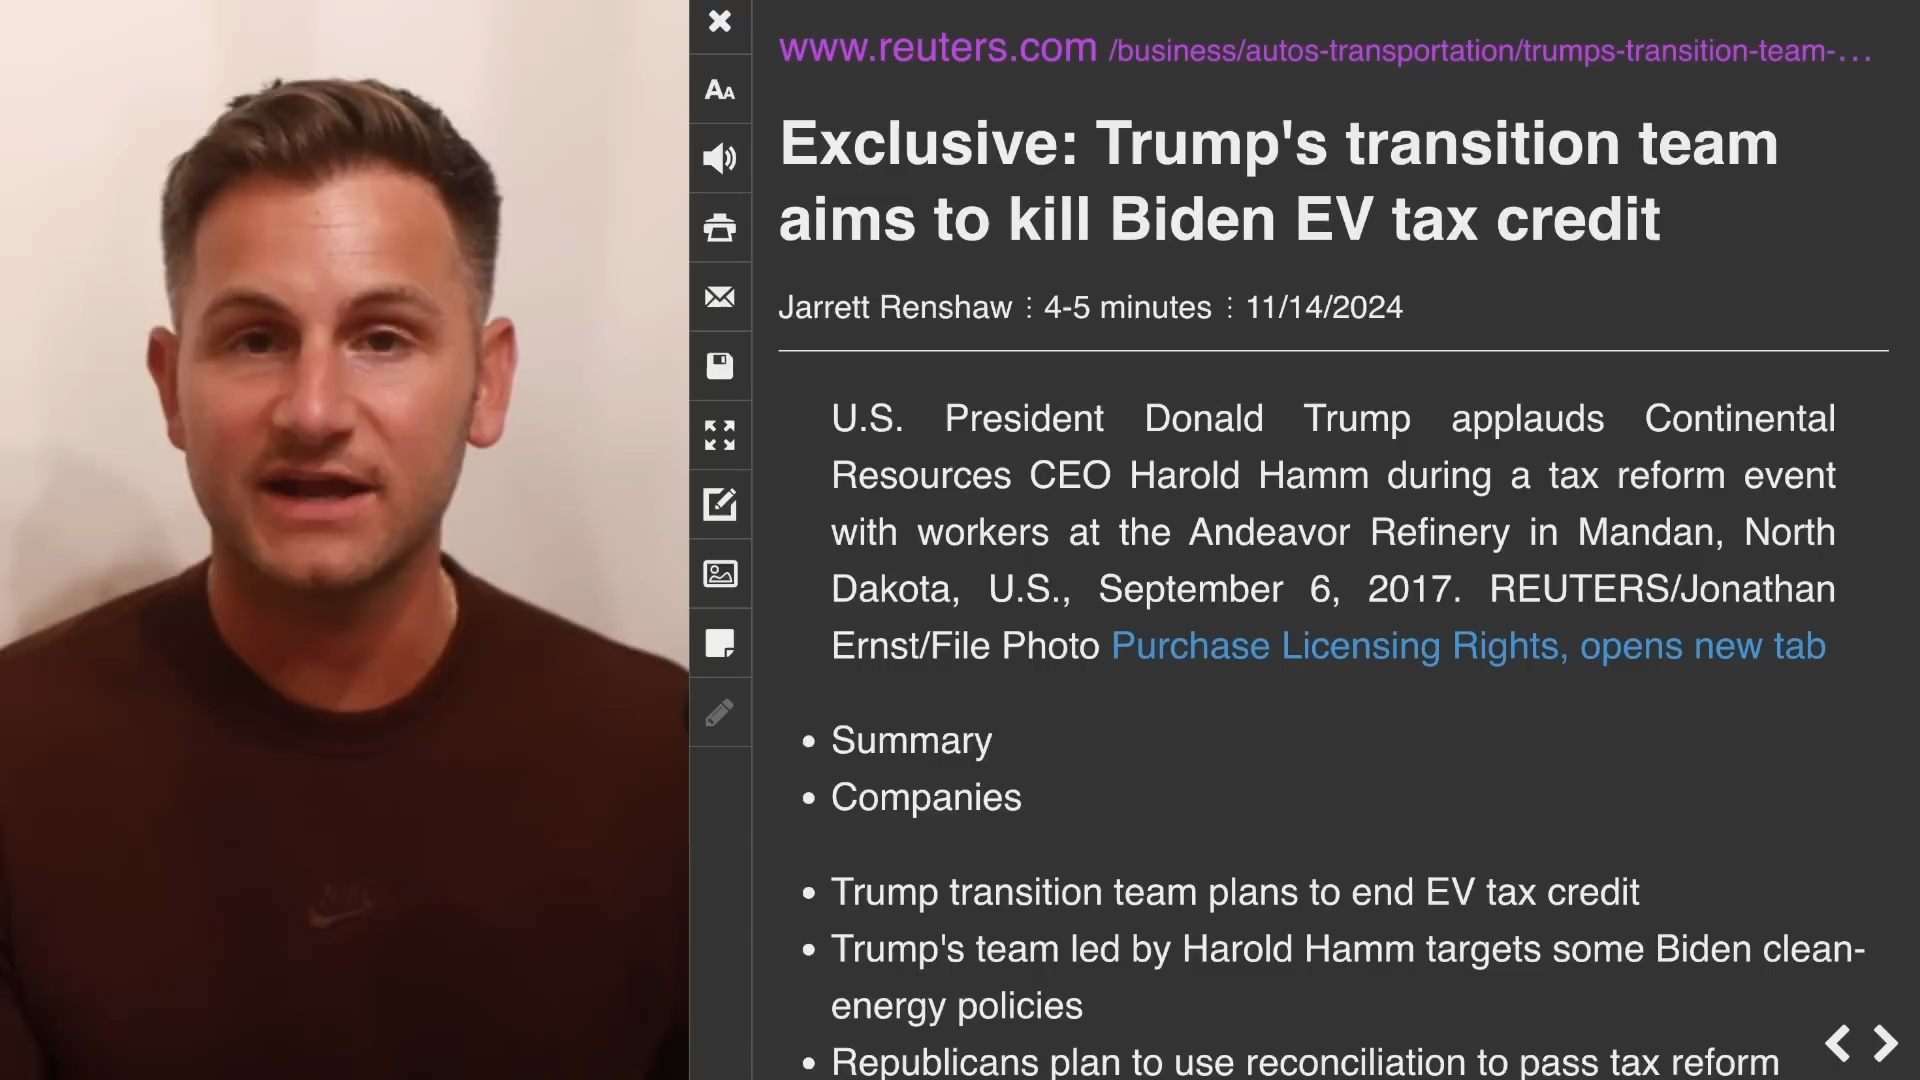 www.reuters.com /business/autos-transportation/trumps-transition-team-...
Exclusive: Trump's transition team
aims to kill Biden EV tax credit
Jarrett Renshaw ⋮ 4-5 minutes ⋮ 11/14/2024
U.S. President Donald Trump applauds Continental
Resources CEO Harold Hamm during a tax reform event
with workers at the Andeavor Refinery in Mandan, North
Dakota, U.S., September 6, 2017. REUTERS/Jonathan
Ernst/File Photo Purchase Licensing Rights, opens new tab
• Summary
• Companies
• Trump transition team plans to end EV tax credit
• Trump's team led by Harold Hamm targets some Biden clean-
energy policies
• Republicans plan to use reconciliation to pass tax reform